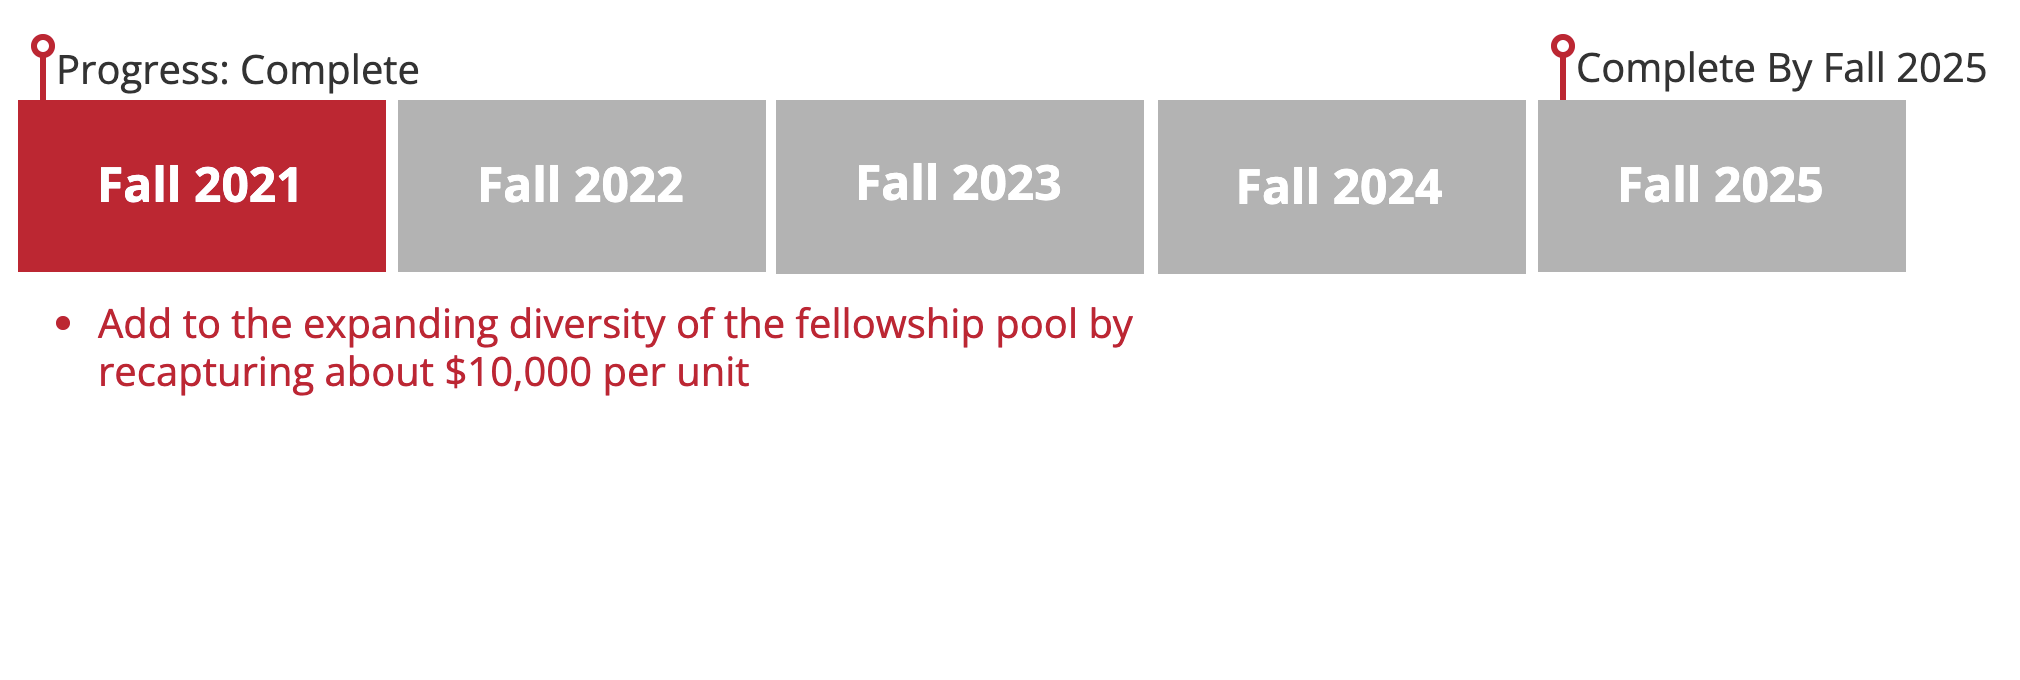 Progress: Complete
Complete By Fall 2025
Fall 2021
Fall 2022
Fall 2023
Fall 2024
Fall 2025
• Add to the expanding diversity of the fellowship pool by
recapturing about $10,000 per unit